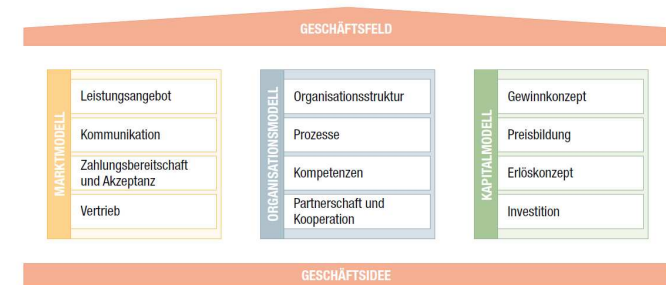 GESCHÄFTSFELD
MARKTMODELL
Leistungsangebot
Kommunikation
Zahlungsbereitschaft
und Akzeptanz
Vertrieb
ORGANISATIONSMODELL
Organisationsstruktur
Prozesse
Kompetenzen
Partnerschaft und
Kooperation
KAPITALMODELL
Gewinnkonzept
Preisbildung
Erlöskonzept
Investition
GESCHÄFTSIDEE